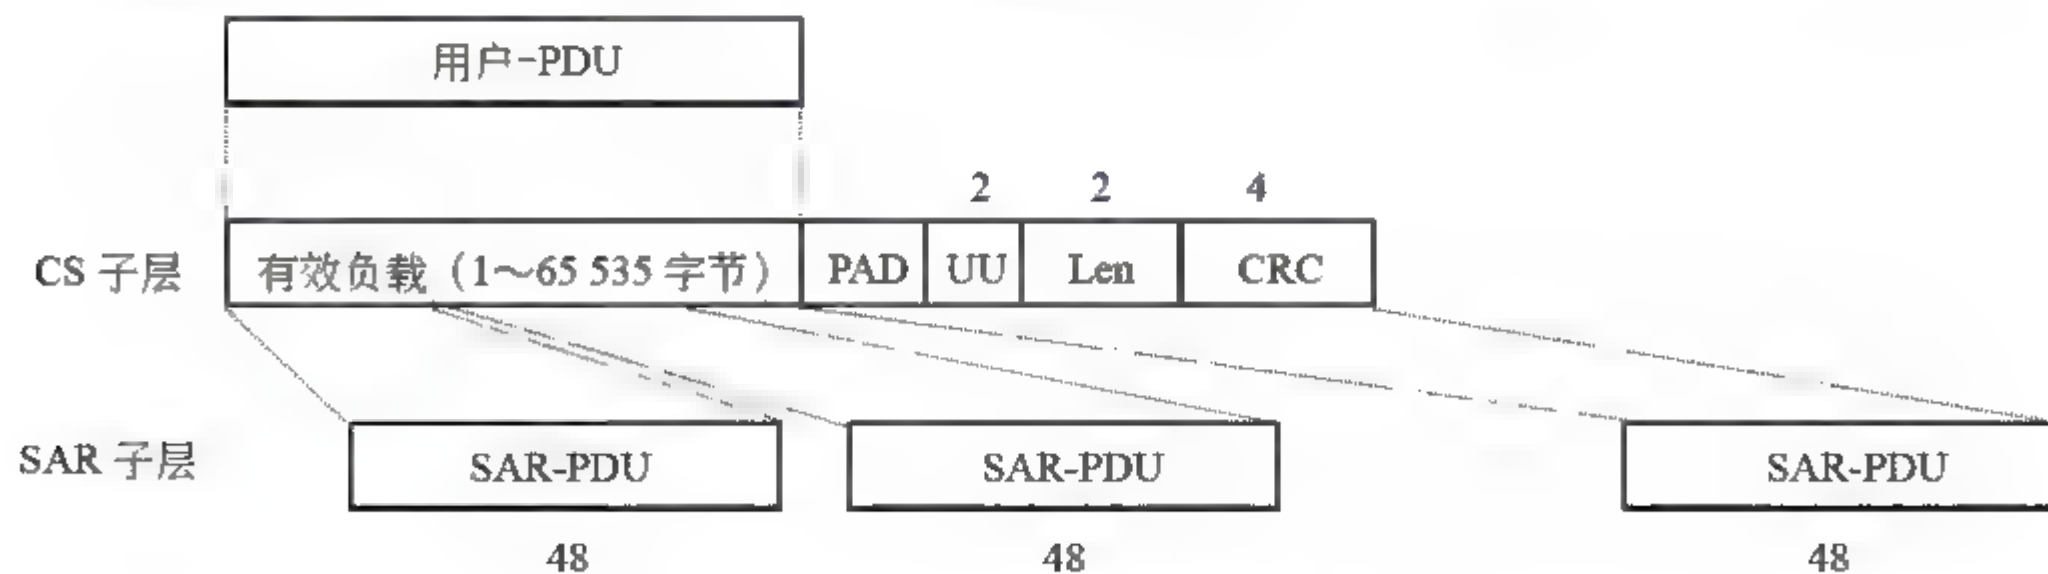 用户-PDU
2 2 4
CS 子层 有效负载（1～65 535 字节） PAD UU Len CRC
SAR 子层 SAR-PDU SAR-PDU SAR-PDU
48 48 48